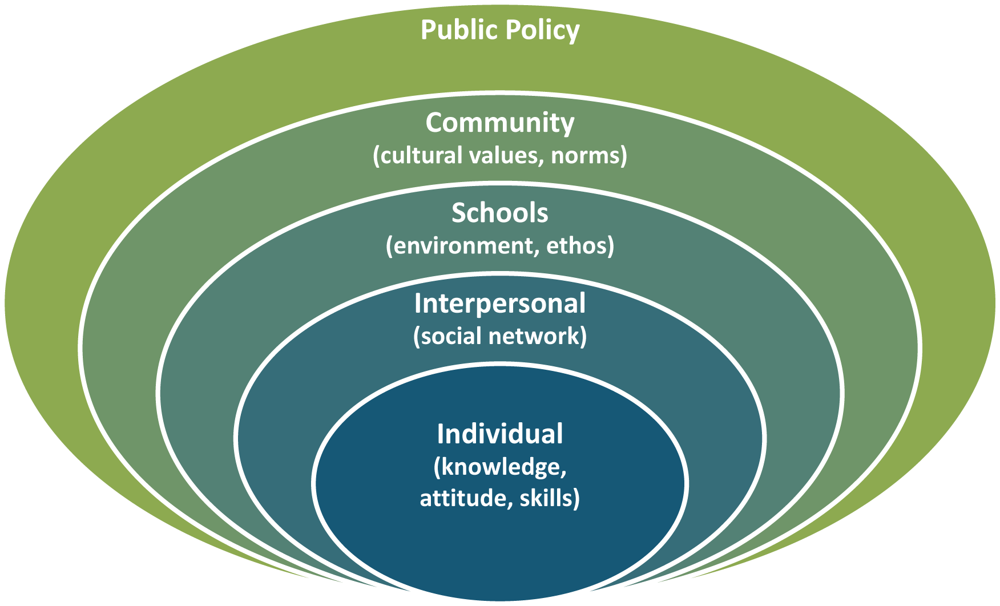 Public Policy
Community
(cultural values, norms)
Schools
(environment, ethos)
Interpersonal
(social network)
Individual
(knowledge,
attitude, skills)